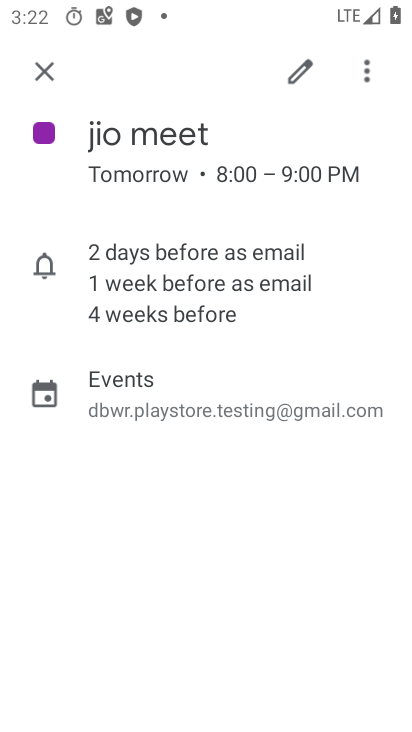 3:22
LTE
jio meet
Tomorrow • 8:00 – 9:00 PM
2 days before as email
1 week before as email
4 weeks before
Events
dbwr.playstore.testing@gmail.com